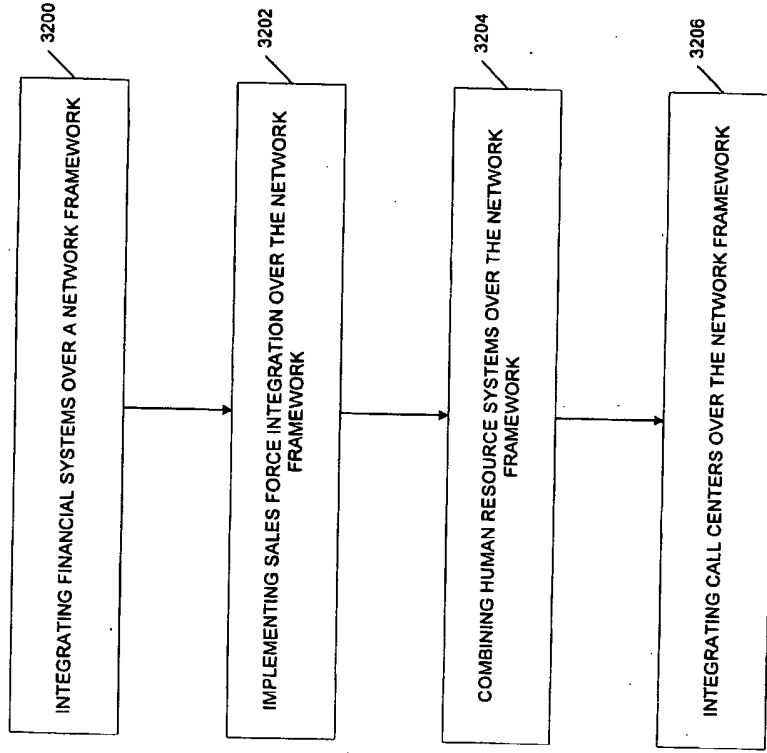 3200
INTEGRATING FINANCIAL SYSTEMS OVER A NETWORK FRAMEWORK
3202
IMPLEMENTING SALES FORCE INTEGRATION OVER THE NETWORK
FRAMEWORK
3204
COMBINING HUMAN RESOURCE SYSTEMS OVER THE NETWORK
FRAMEWORK
3206
INTEGRATING CALL CENTERS OVER THE NETWORK FRAMEWORK